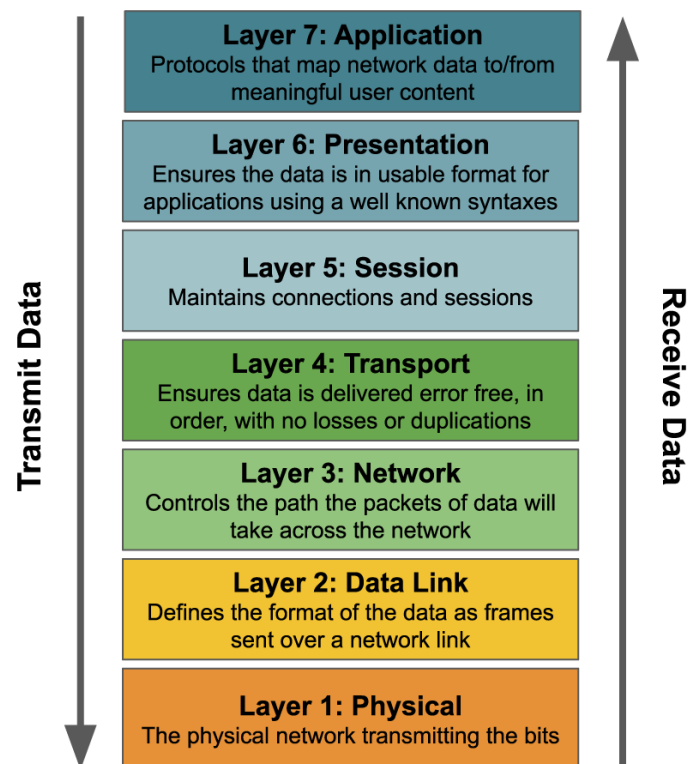 Layer 7: Application
Protocols that map network data to/from
meaningful user content
Layer 6: Presentation
Ensures the data is in usable format for
applications using a well known syntaxes
Layer 5: Session
Maintains connections and sessions
Layer 4: Transport
Ensures data is delivered error free, in
order, with no losses or duplications
Layer 3: Network
Controls the path the packets of data will
take across the network
Layer 2: Data Link
Defines the format of the data as frames
sent over a network link
Layer 1: Physical
The physical network transmitting the bits
Transmit Data
Receive Data